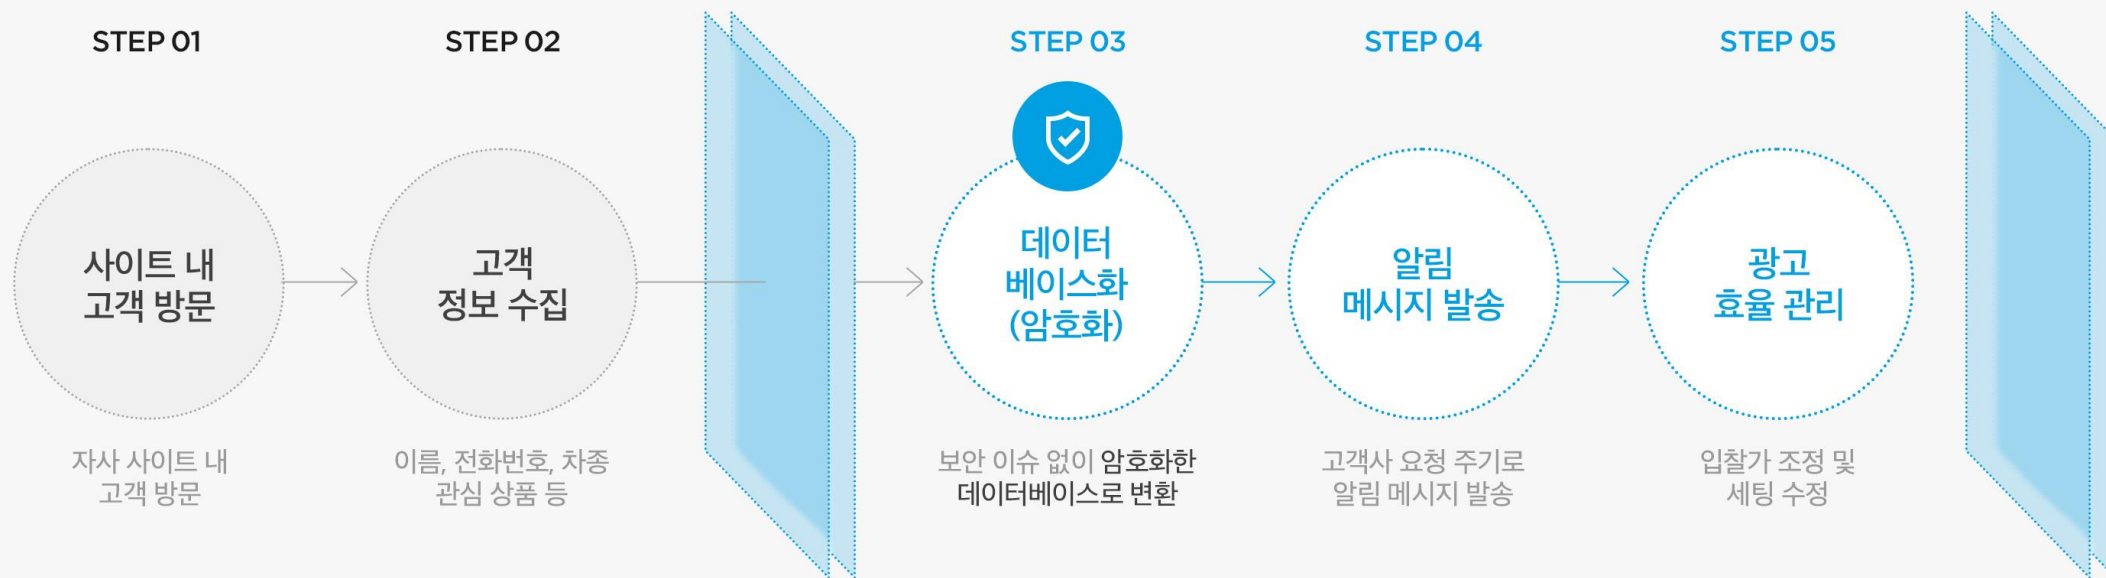 STEP 01
사이트 내
고객 방문
자사 사이트 내
고객 방문
STEP 02
고객
정보 수집
이름, 전화번호, 차종
관심 상품 등
STEP 03
데이터
베이스화
(암호화)
보안 이슈 없이 암호화한
데이터베이스로 변환
STEP 04
알림
메시지 발송
고객사 요청 주기로
알림 메시지 발송
STEP 05
광고
효율 관리
입찰가 조정 및
세팅 수정